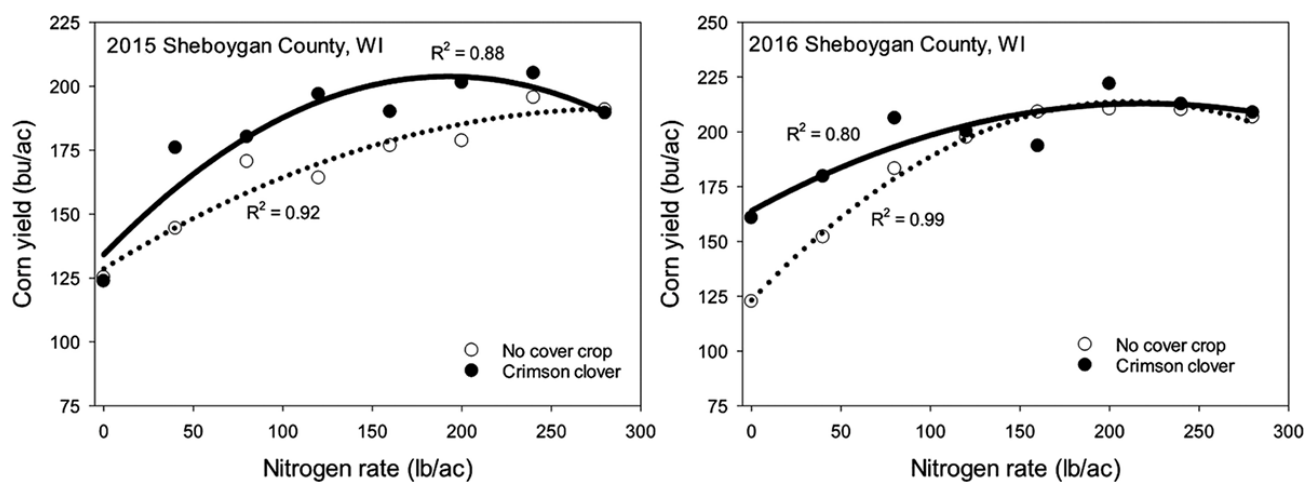 2015 Sheboygan County, WI
R² = 0.88
R² = 0.92
No cover crop
Crimson clover
225
200
175
150
125
100
75
0 50 100 150 200 250 300
Corn yield (bu/ac)
Nitrogen rate (lb/ac)
2016 Sheboygan County, WI
R² = 0.80
R² = 0.99
No cover crop
Crimson clover
250
225
200
175
150
125
100
75
0 50 100 150 200 250 300
Corn yield (bu/ac)
Nitrogen rate (lb/ac)